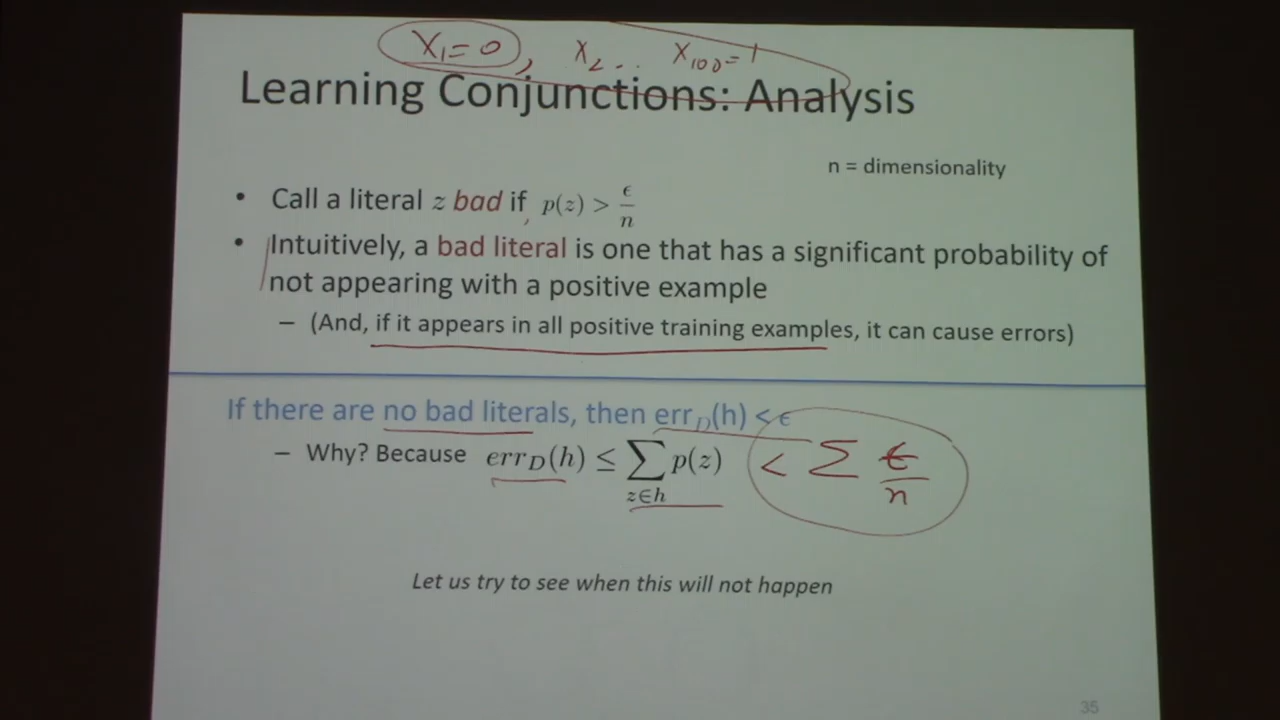 X₁=0, X₂ .. X₁₀₀=1
Learning Conjunctions: Analysis
n = dimensionality
• Call a literal z bad if p(z) > ϵ/n
• Intuitively, a bad literal is one that has a significant probability of
not appearing with a positive example
– (And, if it appears in all positive training examples, it can cause errors)
If there are no bad literals, then err_D(h) < ϵ
– Why? Because err_D(h) ≤ ∑_{z∈h} p(z) < ∑ ϵ/n
Let us try to see when this will not happen
35